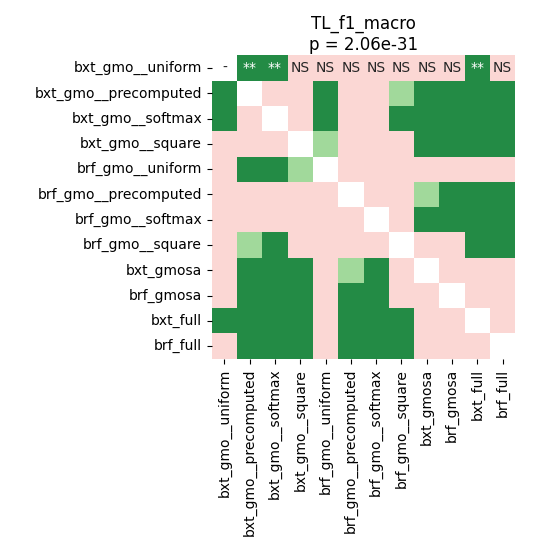 TL_f1_macro
p = 2.06e-31
bxt_gmo__uniform - ** ** NS NS NS NS NS NS NS ** NS
bxt_gmo__precomputed
bxt_gmo__softmax
bxt_gmo__square
brf_gmo__uniform
brf_gmo__precomputed
brf_gmo__softmax
brf_gmo__square
bxt_gmosa
brf_gmosa
bxt_full
brf_full
bxt_gmo__uniform
bxt_gmo__precomputed
bxt_gmo__softmax
bxt_gmo__square
brf_gmo__uniform
brf_gmo__precomputed
brf_gmo__softmax
brf_gmo__square
bxt_gmosa
brf_gmosa
bxt_full
brf_full